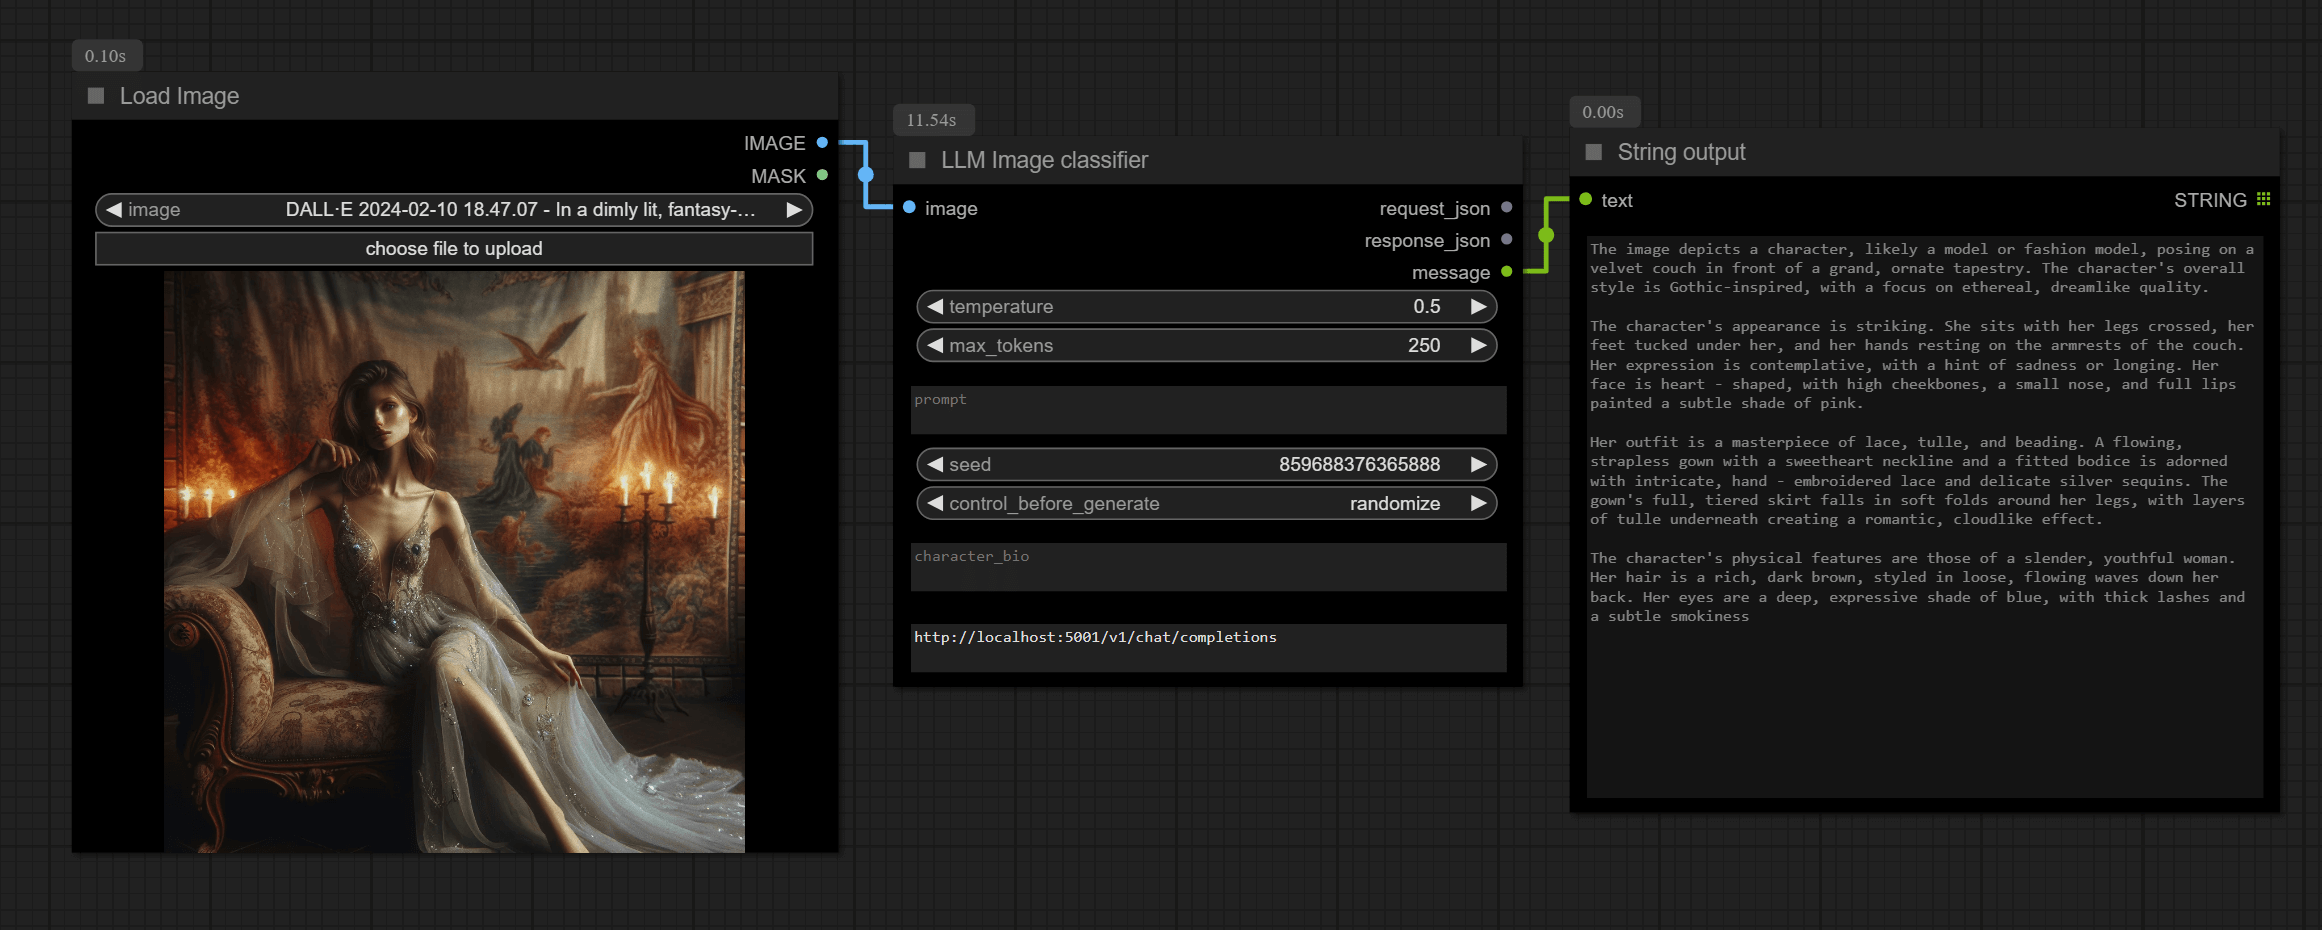 0.10s
Load Image
IMAGE
MASK
image DALL·E 2024-02-10 18.47.07 - In a dimly lit, fantasy-...
choose file to upload
11.54s
LLM Image classifier
image
request_json
response_json
message
temperature 0.5
max_tokens 250
prompt
seed 859688376365888
control_before_generate randomize
character_bio
http://localhost:5001/v1/chat/completions
0.00s
String output
text STRING
The image depicts a character, likely a model or fashion model, posing on a
velvet couch in front of a grand, ornate tapestry. The character's overall
style is Gothic-inspired, with a focus on ethereal, dreamlike quality.
The character's appearance is striking. She sits with her legs crossed, her
feet tucked under her, and her hands resting on the armrests of the couch.
Her expression is contemplative, with a hint of sadness or longing. Her
face is heart - shaped, with high cheekbones, a small nose, and full lips
painted a subtle shade of pink.
Her outfit is a masterpiece of lace, tulle, and beading. A flowing,
strapless gown with a sweetheart neckline and a fitted bodice is adorned
with intricate, hand - embroidered lace and delicate silver sequins. The
gown's full, tiered skirt falls in soft folds around her legs, with layers
of tulle underneath creating a romantic, cloudlike effect.
The character's physical features are those of a slender, youthful woman.
Her hair is a rich, dark brown, styled in loose, flowing waves down her
back. Her eyes are a deep, expressive shade of blue, with thick lashes and
a subtle smokiness